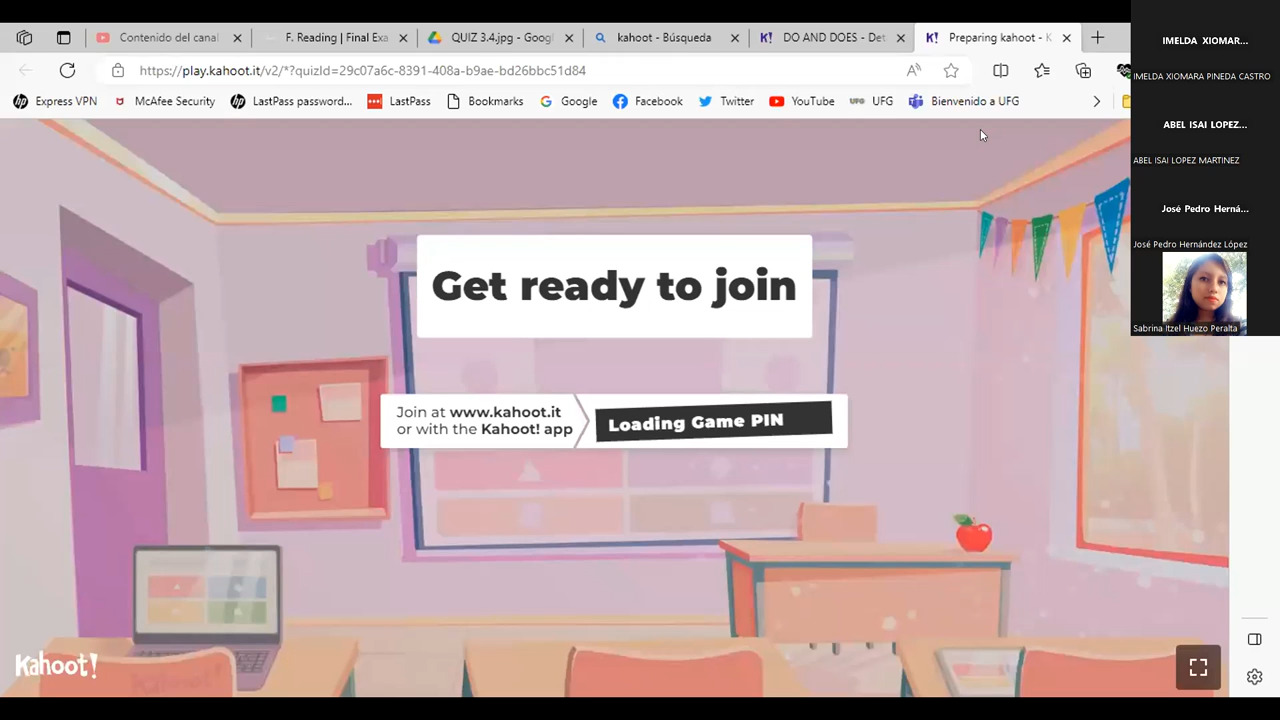 Contenido del canal
F. Reading | Final Exa
QUIZ 3.4.jpg - Googl
kahoot - Búsqueda
K! DO AND DOES - Det
K! Preparing kahoot - K
https://play.kahoot.it/v2/*?quizId=29c07a6c-8391-408a-b9ae-bd26bbc51d84
Express VPN
McAfee Security
LastPass password...
LastPass
Bookmarks
Google
Facebook
Twitter
YouTube
UFG UFG
Bienvenido a UFG
IMELDA XIOMAR...
IMELDA XIOMARA PINEDA CASTRO
ABEL ISAI LOPEZ...
ABEL ISAI LOPEZ MARTINEZ
José Pedro Herná...
José Pedro Hernández López
Sabrina Itzel Huezo Peralta
Get ready to join
Join at www.kahoot.it
or with the Kahoot! app
Loading Game PIN
Kahoot!